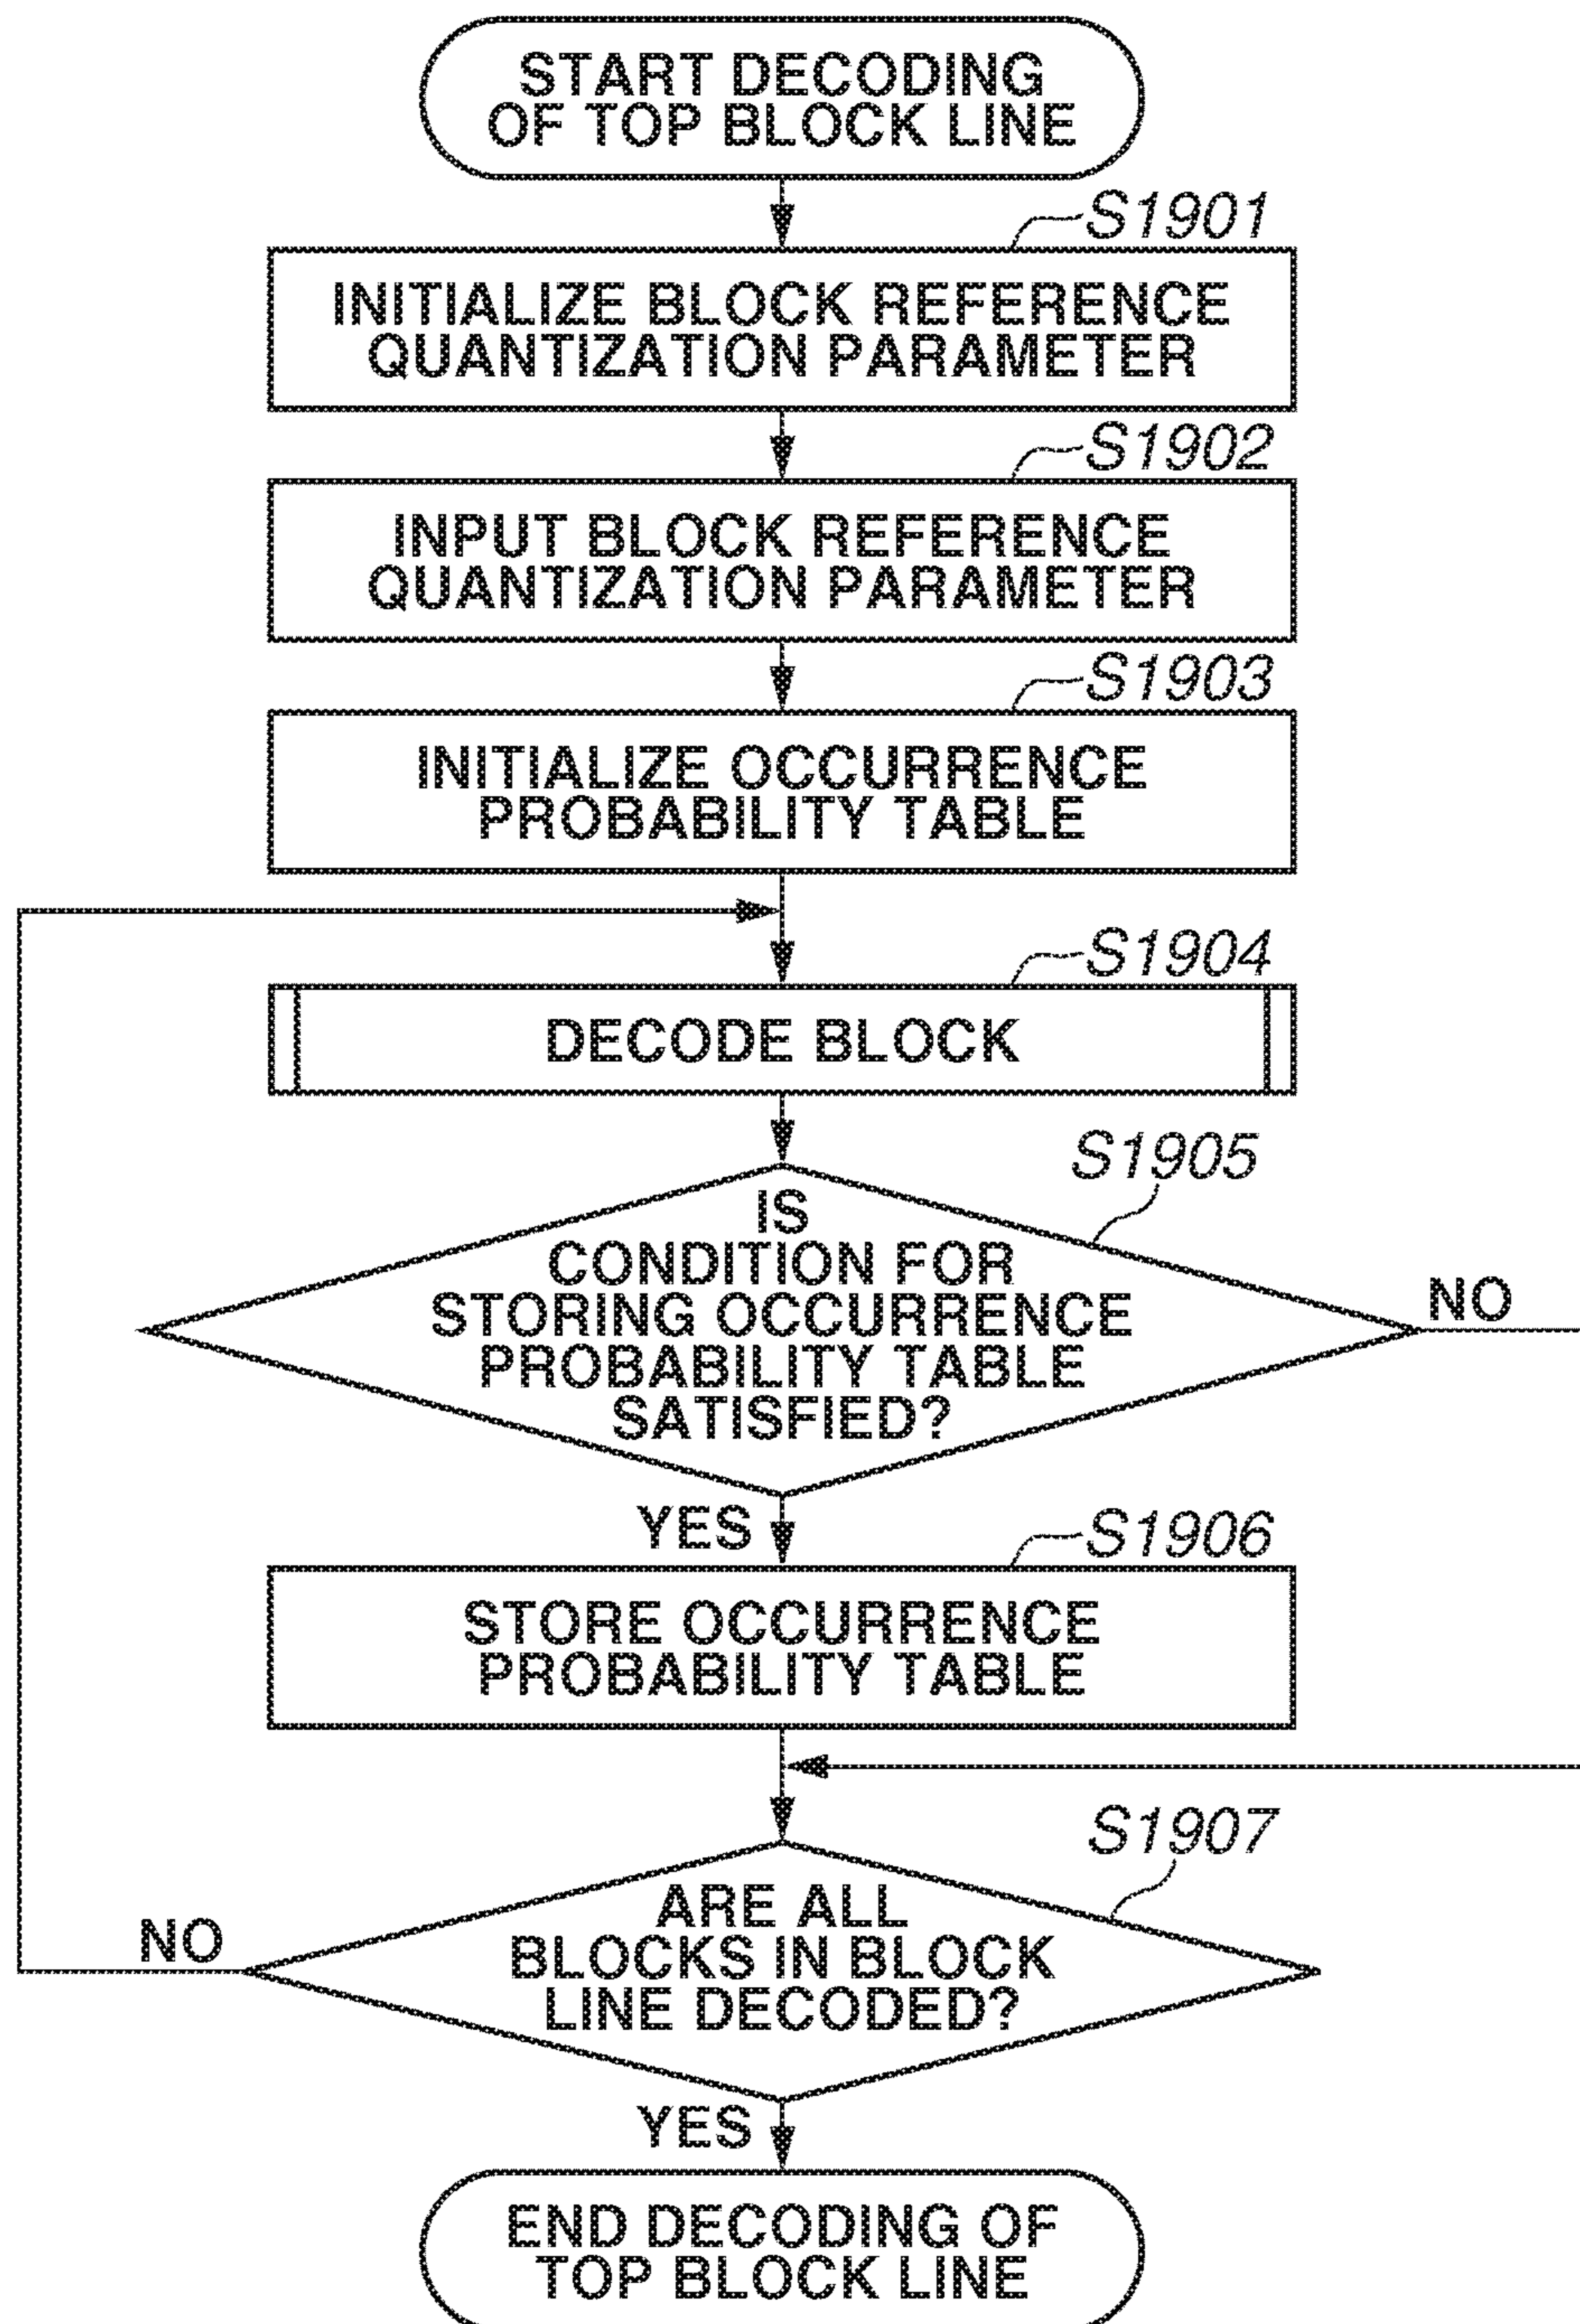 START DECODING
OF TOP BLOCK LINE
S1901
INITIALIZE BLOCK REFERENCE
QUANTIZATION PARAMETER
S1902
INPUT BLOCK REFERENCE
QUANTIZATION PARAMETER
S1903
INITIALIZE OCCURRENCE
PROBABILITY TABLE
S1904
DECODE BLOCK
S1905
IS
CONDITION FOR
STORING OCCURRENCE
PROBABILITY TABLE
SATISFIED?
NO
YES
S1906
STORE OCCURRENCE
PROBABILITY TABLE
S1907
ARE ALL
BLOCKS IN BLOCK
LINE DECODED?
NO
YES
END DECODING OF
TOP BLOCK LINE